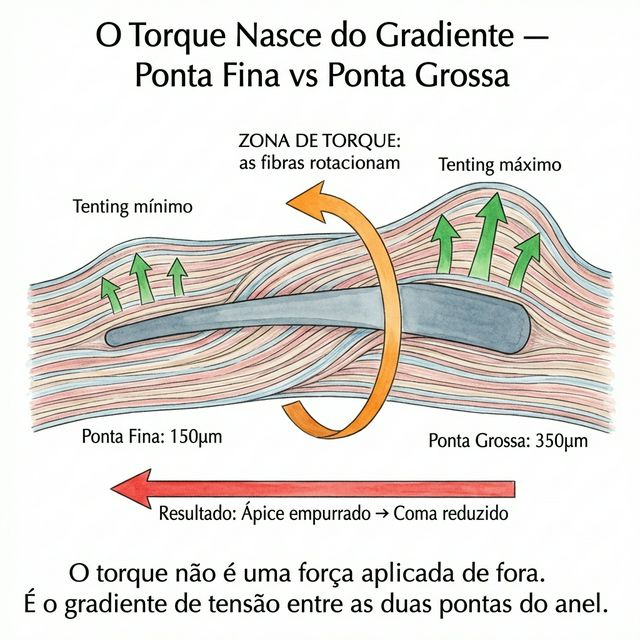 O Torque Nasce do Gradiente —
Ponta Fina vs Ponta Grossa
ZONA DE TORQUE:
as fibras rotacionam
Tenting máximo
Tenting mínimo
Ponta Fina: 150μm
Ponta Grossa: 350μm
Resultado: Ápice empurrado → Coma reduzido
O torque não é uma força aplicada de fora.
É o gradiente de tensão entre as duas pontas do anel.